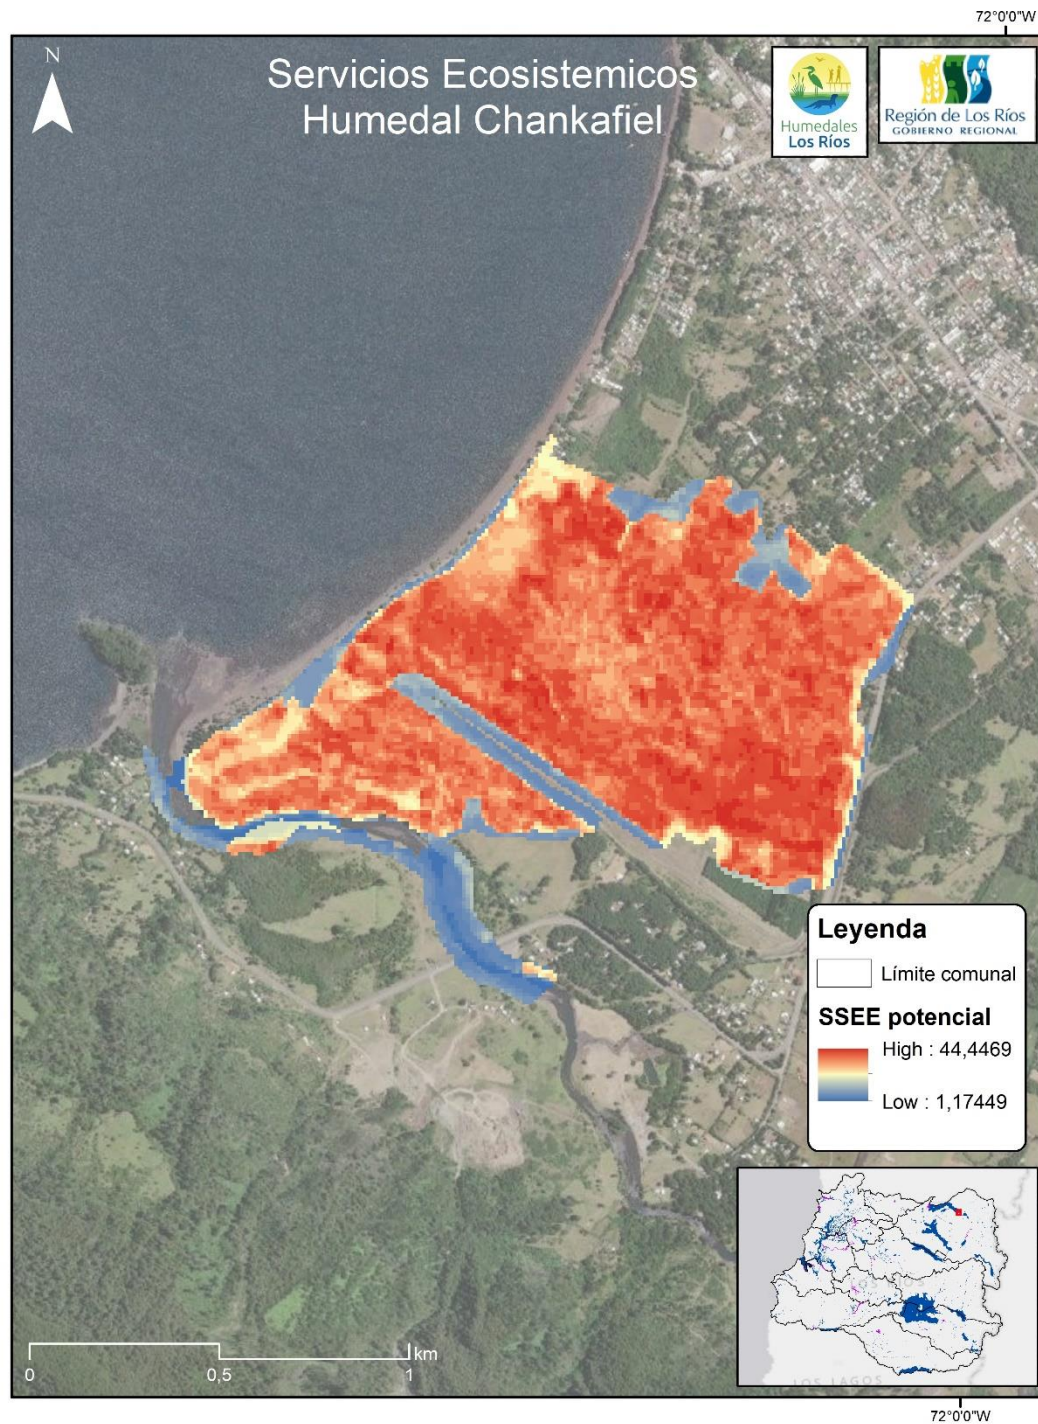 72°0'0"W
N
Servicios Ecosistemicos
Humedal Chankafiel
Humedales
Los Ríos
Región de Los Ríos
GOBIERNO REGIONAL
Leyenda
Límite comunal
SSEE potencial
High : 44,4469
Low : 1,17449
LOS LAGOS
km
0 0,5 1
72°0'0"W